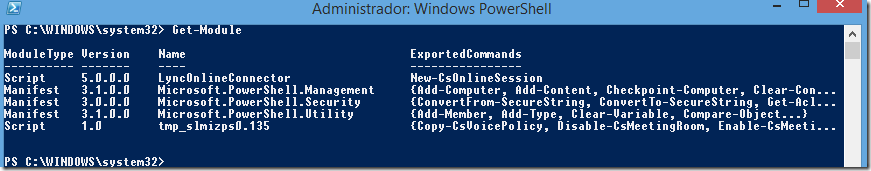 Administrador: Windows PowerShell
PS C:\WINDOWS\system32> Get-Module
ModuleType Version Name ExportedCommands
---------- ------- ---- ----------------
Script 5.0.0.0 LyncOnlineConnector New-CsOnlineSession
Manifest 3.1.0.0 Microsoft.PowerShell.Management {Add-Computer, Add-Content, Checkpoint-Computer, Clear-Con...
Manifest 3.0.0.0 Microsoft.PowerShell.Security {ConvertFrom-SecureString, ConvertTo-SecureString, Get-Acl...
Manifest 3.1.0.0 Microsoft.PowerShell.Utility {Add-Member, Add-Type, Clear-Variable, Compare-Object...}
Script 1.0 tmp_slmizps0.135 {Copy-CsVoicePolicy, Disable-CsMeetingRoom, Enable-CsMeeti...
PS C:\WINDOWS\system32>